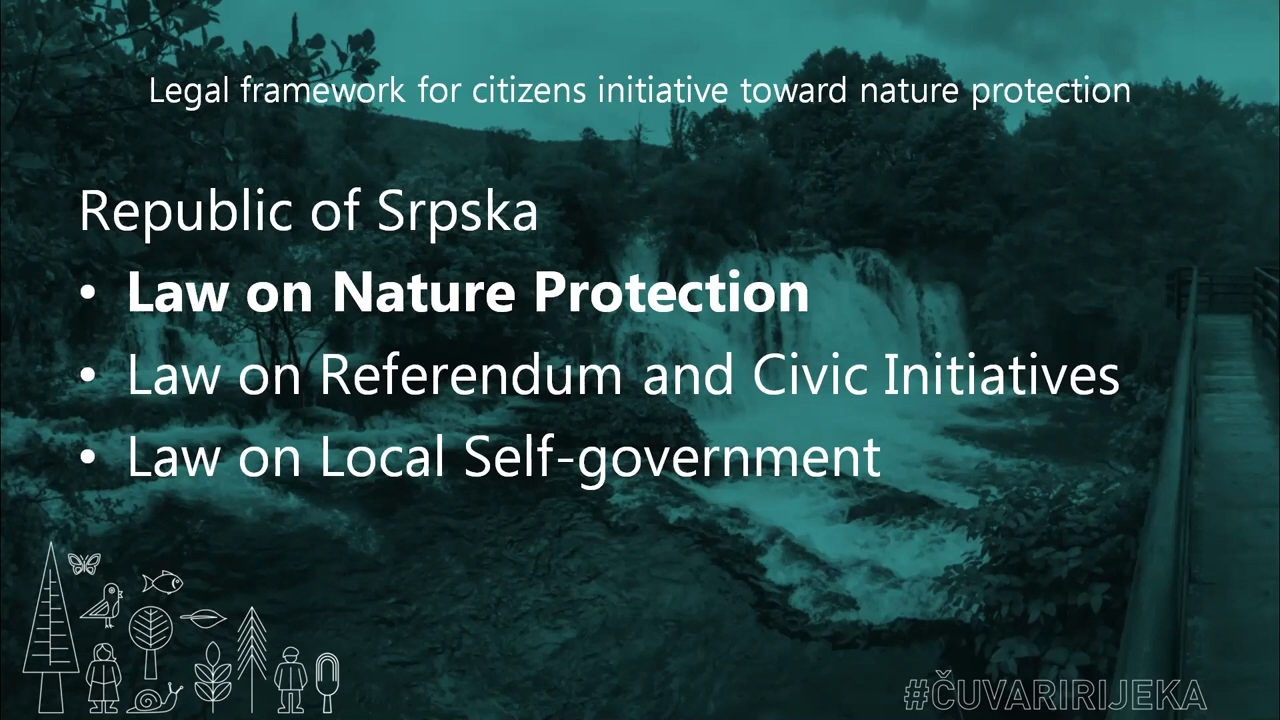 Legal framework for citizens initiative toward nature protection
Republic of Srpska
• Law on Nature Protection
• Law on Referendum and Civic Initiatives
• Law on Local Self-government
#ČUVARIRIJEKA